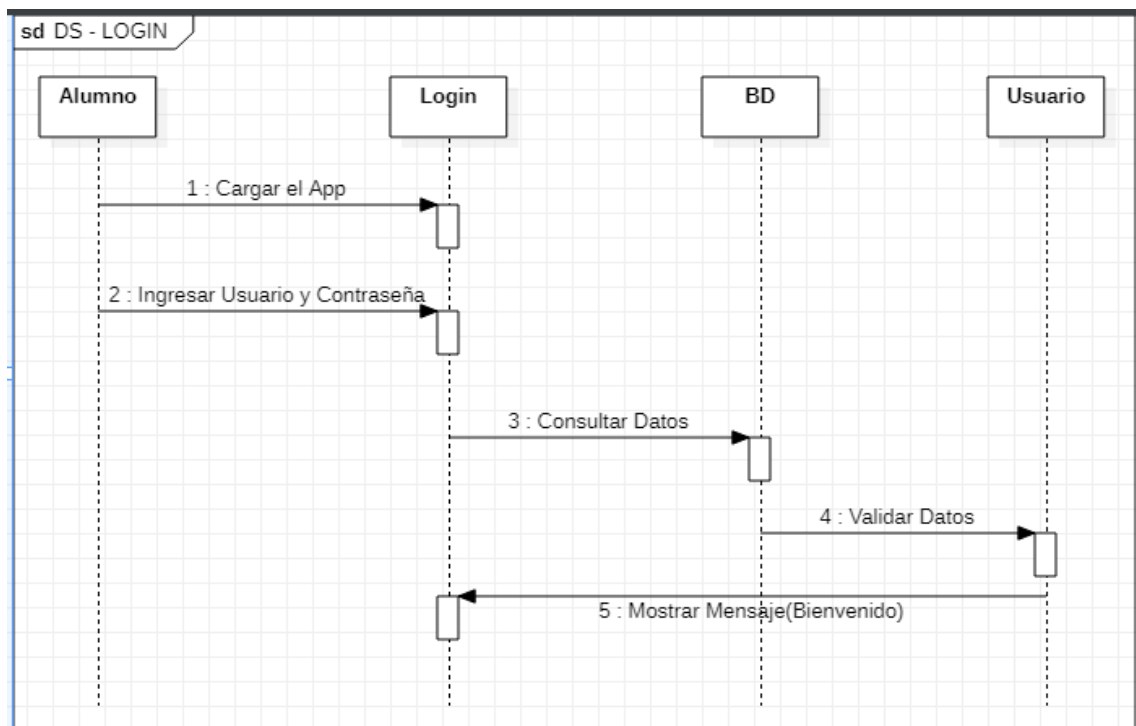 sd DS - LOGIN
Alumno
Login
BD
Usuario
1 : Cargar el App
2 : Ingresar Usuario y Contraseña
3 : Consultar Datos
4 : Validar Datos
5 : Mostrar Mensaje(Bienvenido)